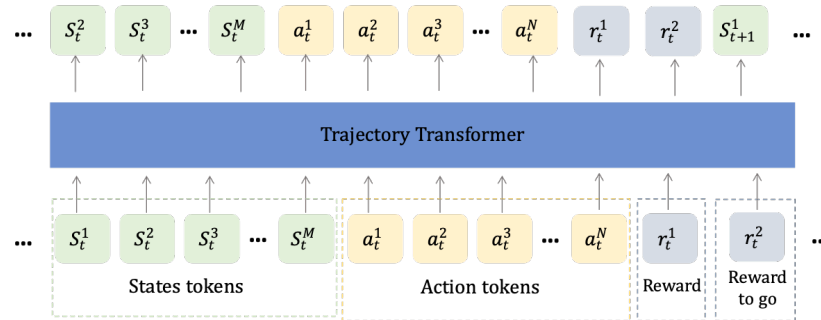 ... $S_t^2$ $S_t^3$ ... $S_t^M$ $a_t^1$ $a_t^2$ $a_t^3$ ... $a_t^N$ $r_t^1$ $r_t^2$ $S_{t+1}^1$ ...
Trajectory Transformer
... $S_t^1$ $S_t^2$ $S_t^3$ ... $S_t^M$ $a_t^1$ $a_t^2$ $a_t^3$ ... $a_t^N$ $r_t^1$ $r_t^2$ ...
States tokens
Action tokens
Reward
Reward
to go